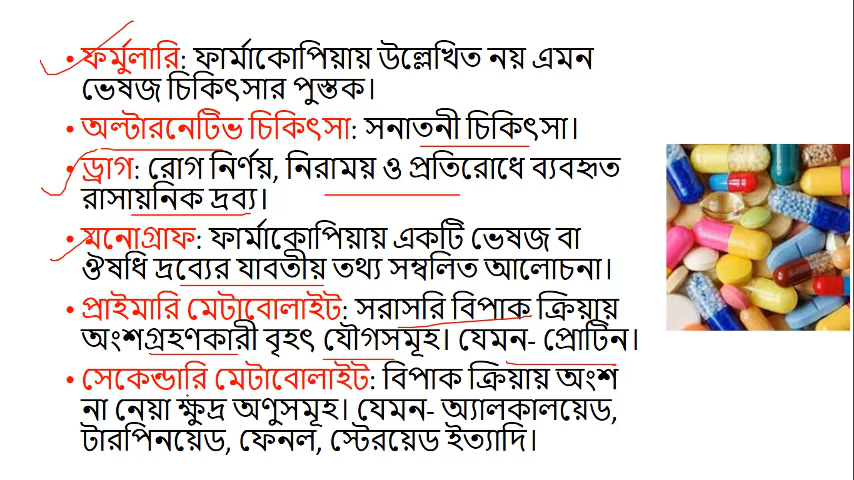 • ফর্মুলারি: ফার্মাকোপিয়ায় উল্লেখিত নয় এমন
ভেষজ চিকিৎসার পুস্তক।
• অল্টারনেটিভ চিকিৎসা: সনাতনী চিকিৎসা।
• ড্রাগ: রোগ নির্ণয়, নিরাময় ও প্রতিরোধে ব্যবহৃত
রাসায়নিক দ্রব্য।
• মনোগ্রাফ: ফার্মাকোপিয়ায় একটি ভেষজ বা
ঔষধি দ্রব্যের যাবতীয় তথ্য সম্বলিত আলোচনা।
• প্রাইমারি মেটাবোলাইট: সরাসরি বিপাক ক্রিয়ায়
অংশগ্রহণকারী বৃহৎ যৌগসমূহ। যেমন- প্রোটিন।
• সেকেন্ডারি মেটাবোলাইট: বিপাক ক্রিয়ায় অংশ
না নেয়া ক্ষুদ্র অণুসমূহ। যেমন- অ্যালকালয়েড,
টারপিনয়েড, ফেনল, স্টেরয়েড ইত্যাদি।